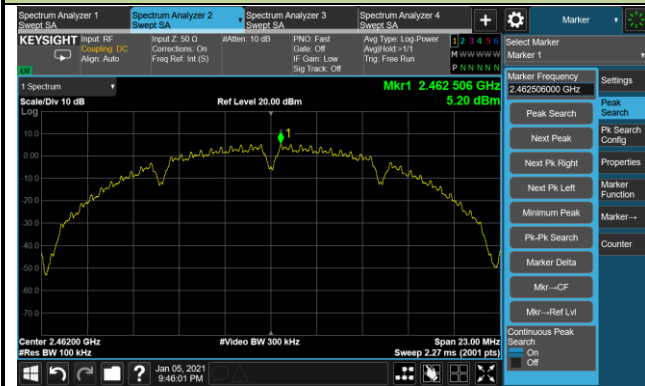 Spectrum Analyzer 1
Swept SA
Spectrum Analyzer 2
Swept SA
Spectrum Analyzer 3
Swept SA
Spectrum Analyzer 4
Swept SA
+
Marker
KEYSIGHT
Input: RF
Coupling: DC
Align: Auto
Input Z: 50 Ω
Corrections: On
Freq Ref: Int (S)
#Atten: 10 dB
PNO: Fast
Gate: Off
IF Gain: Low
Sig Track: Off
Avg Type: Log-Power
Avg|Hold:>1/1
Trig: Free Run
1 2 3 4 5 6
M W W W W W
P N N N N N
LW
Select Marker
Marker 1
1 Spectrum
Scale/Div 10 dB
Log
Ref Level 20.00 dBm
Mkr1 2.462 506 GHz
5.20 dBm
10.0
0.00
-10.0
-20.0
-30.0
-40.0
-50.0
-60.0
-70.0
1
Center 2.46200 GHz
#Res BW 100 kHz
#Video BW 300 kHz
Span 23.00 MHz
Sweep 2.27 ms (2001 pts)
Marker Frequency
2.462506000 GHz
Peak Search
Next Peak
Next Pk Right
Next Pk Left
Minimum Peak
Pk-Pk Search
Marker Delta
Mkr→CF
Mkr→Ref Lvl
Continuous Peak
Search
On
Off
Settings
Peak
Search
Pk Search
Config
Properties
Marker
Function
Marker→
Counter
?
Jan 05, 2021
9:46:01 PM